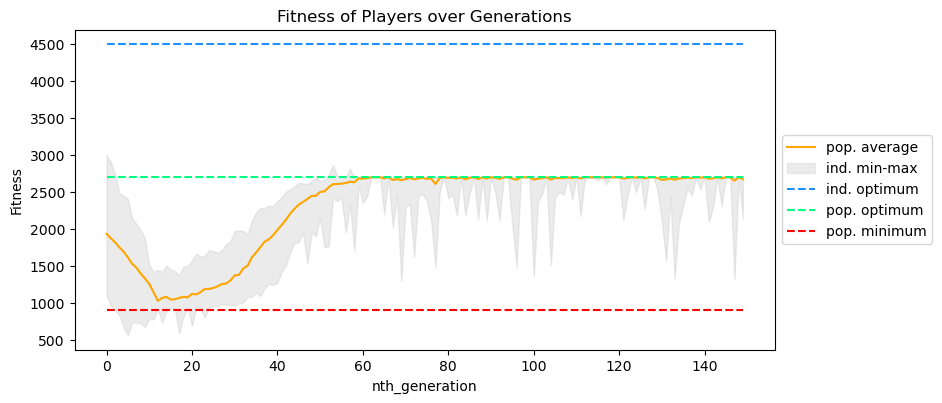 Fitness of Players over Generations
Fitness
4500
4000
3500
3000
2500
2000
1500
1000
500
0
20
40
60
80
100
120
140
nth_generation
pop. average
ind. min-max
ind. optimum
pop. optimum
pop. minimum